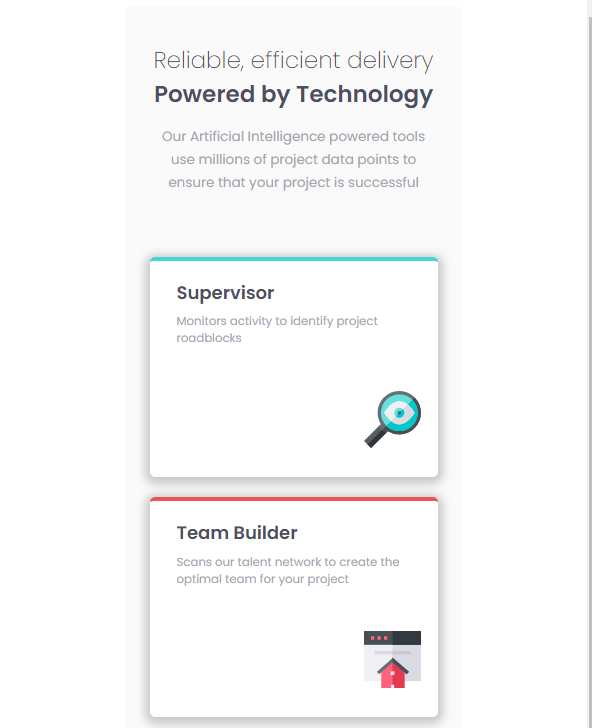 Reliable, efficient delivery
Powered by Technology
Our Artificial Intelligence powered tools
use millions of project data points to
ensure that your project is successful
Supervisor
Monitors activity to identify project
roadblocks
Team Builder
Scans our talent network to create the
optimal team for your project